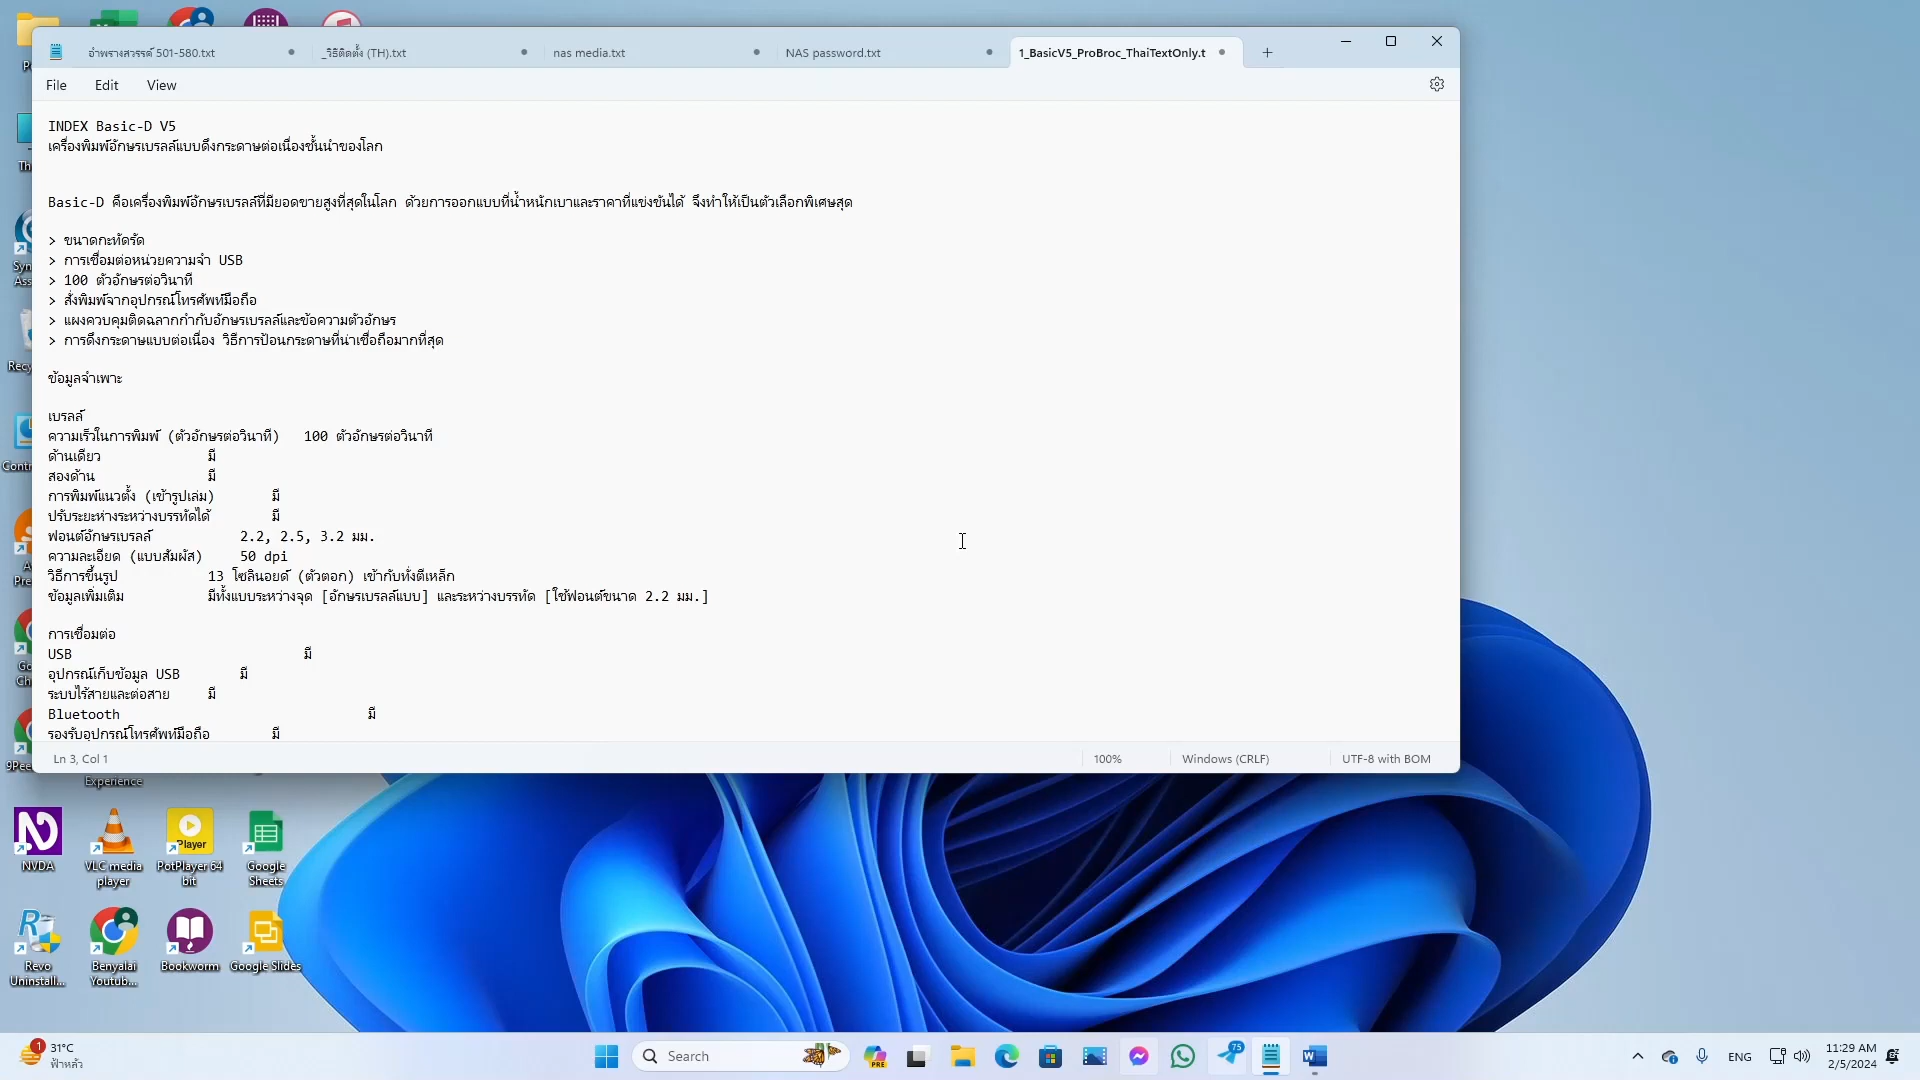 อำพรางสวรรค์ 501-580.txt
_วิธีติดตั้ง (TH).txt
nas media.txt
NAS password.txt
1_BasicV5_ProBroc_ThaiTextOnly.t
File Edit View
INDEX Basic-D V5
เครื่องพิมพ์อักษรเบรลล์แบบดึงกระดาษต่อเนื่องชั้นนำของโลก
Basic-D คือเครื่องพิมพ์อักษรเบรลล์ที่มียอดขายสูงที่สุดในโลก ด้วยการออกแบบที่น้ำหนักเบาและราคาที่แข่งขันได้ จึงทำให้เป็นตัวเลือกพิเศษสุด
> ขนาดกะทัดรัด
> การเชื่อมต่อหน่วยความจำ USB
> 100 ตัวอักษรต่อวินาที
> สั่งพิมพ์จากอุปกรณ์โทรศัพท์มือถือ
> แผงควบคุมติดฉลากกำกับอักษรเบรลล์และข้อความตัวอักษร
> การดึงกระดาษแบบต่อเนื่อง วิธีการป้อนกระดาษที่น่าเชื่อถือมากที่สุด
ข้อมูลจำเพาะ
เบรลล์
ความเร็วในการพิมพ์ (ตัวอักษรต่อวินาที) 100 ตัวอักษรต่อวินาที
ด้านเดียว มี
สองด้าน มี
การพิมพ์แนวตั้ง (เข้ารูปเล่ม) มี
ปรับระยะห่างระหว่างบรรทัดได้ มี
ฟอนต์อักษรเบรลล์ 2.2, 2.5, 3.2 มม.
ความละเอียด (แบบสัมผัส) 50 dpi
วิธีการขึ้นรูป 13 โซลินอยด์ (ตัวตอก) เข้ากับทั่งตีเหล็ก
ข้อมูลเพิ่มเติม มีทั้งแบบระหว่างจุด [อักษรเบรลล์แบบ] และระหว่างบรรทัด [ใช้ฟอนต์ขนาด 2.2 มม.]
การเชื่อมต่อ
USB มี
อุปกรณ์เก็บข้อมูล USB มี
ระบบไร้สายและต่อสาย มี
Bluetooth มี
รองรับอุปกรณ์โทรศัพท์มือถือ มี
Ln 3, Col 1
100%
Windows (CRLF)
UTF-8 with BOM
Experience
NVDA
VLC media player
PotPlayer 64 bit
Google Sheets
Revo Uninstall...
Benyalai Youtub...
Bookworm
Google Slides
1
31°C
ฟ้าหลัว
Search
PRE
75
ENG
11:29 AM
2/5/2024